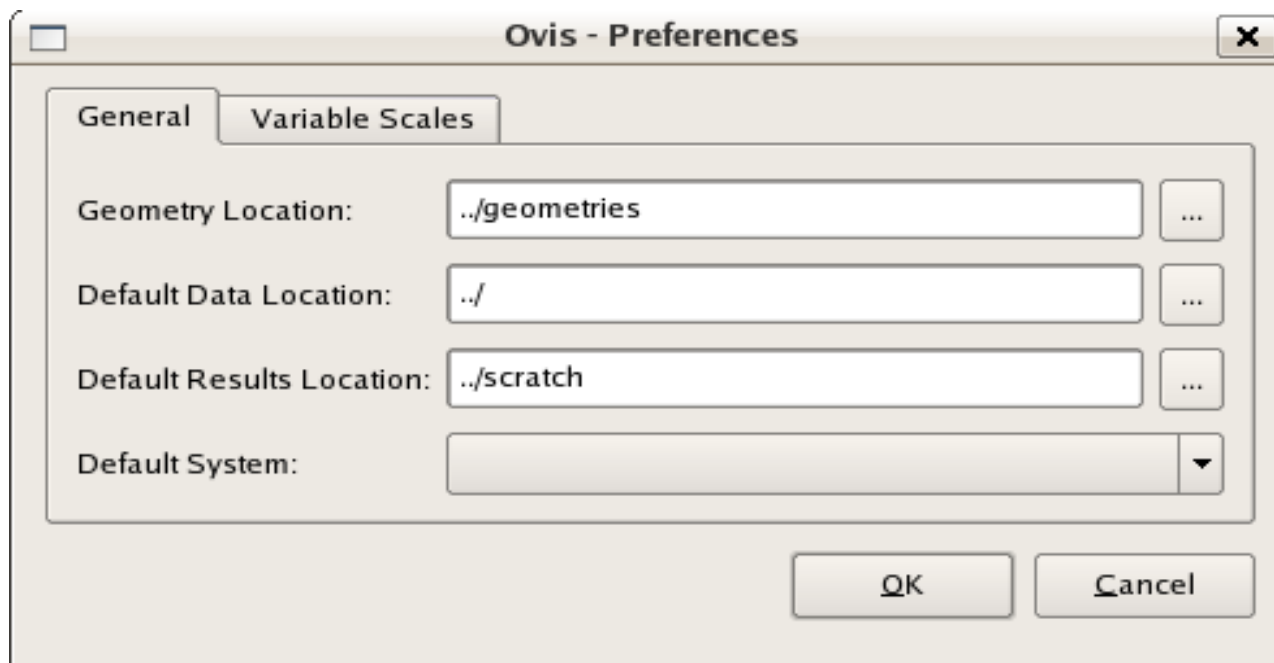 Ovis - Preferences
General Variable Scales
Geometry Location: ../geometries ...
Default Data Location: ../ ...
Default Results Location: ../scratch ...
Default System:
OK Cancel